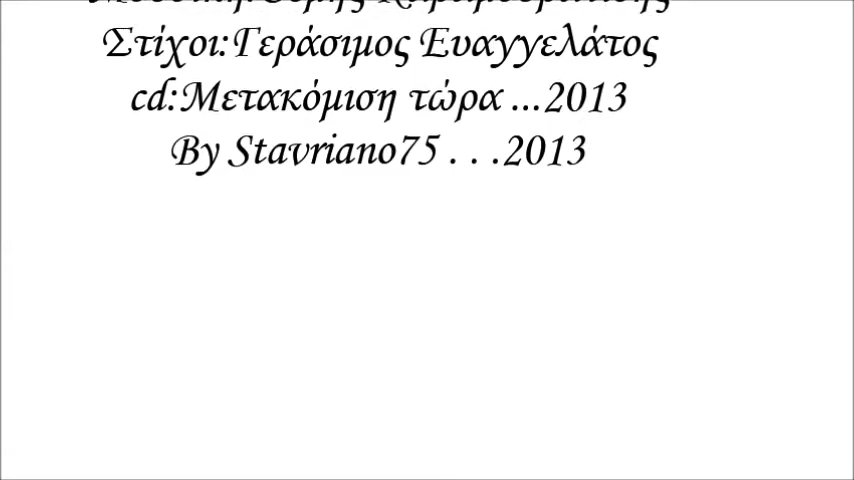 Στίχοι:Γεράσιμος Ευαγγελάτος
cd:Μετακόμιση τώρα ...2013
By Stavriano75 . . .2013